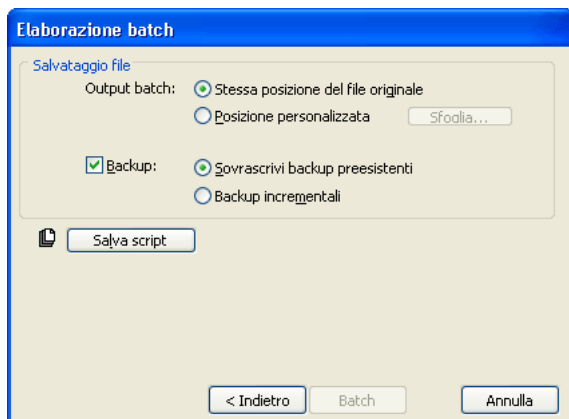 Elaborazione batch
Salvataggio file
Output batch: Stessa posizione del file originale
Posizione personalizzata Sfoglia...
Backup: Sovrascrivi backup preesistenti
Backup incrementali
Salva script
< Indietro Batch Annulla